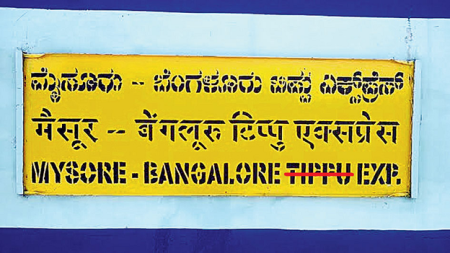 ಮೈಸೂರು - ಬೆಂಗಳೂರು ಟಿಪ್ಪು ಎಕ್ಸ್‌ಪ್ರೆಸ್
मैसूर - बेंगलूरु टिप्पु एक्सप्रेस
MYSORE - BANGALORE TIPPU EXP.